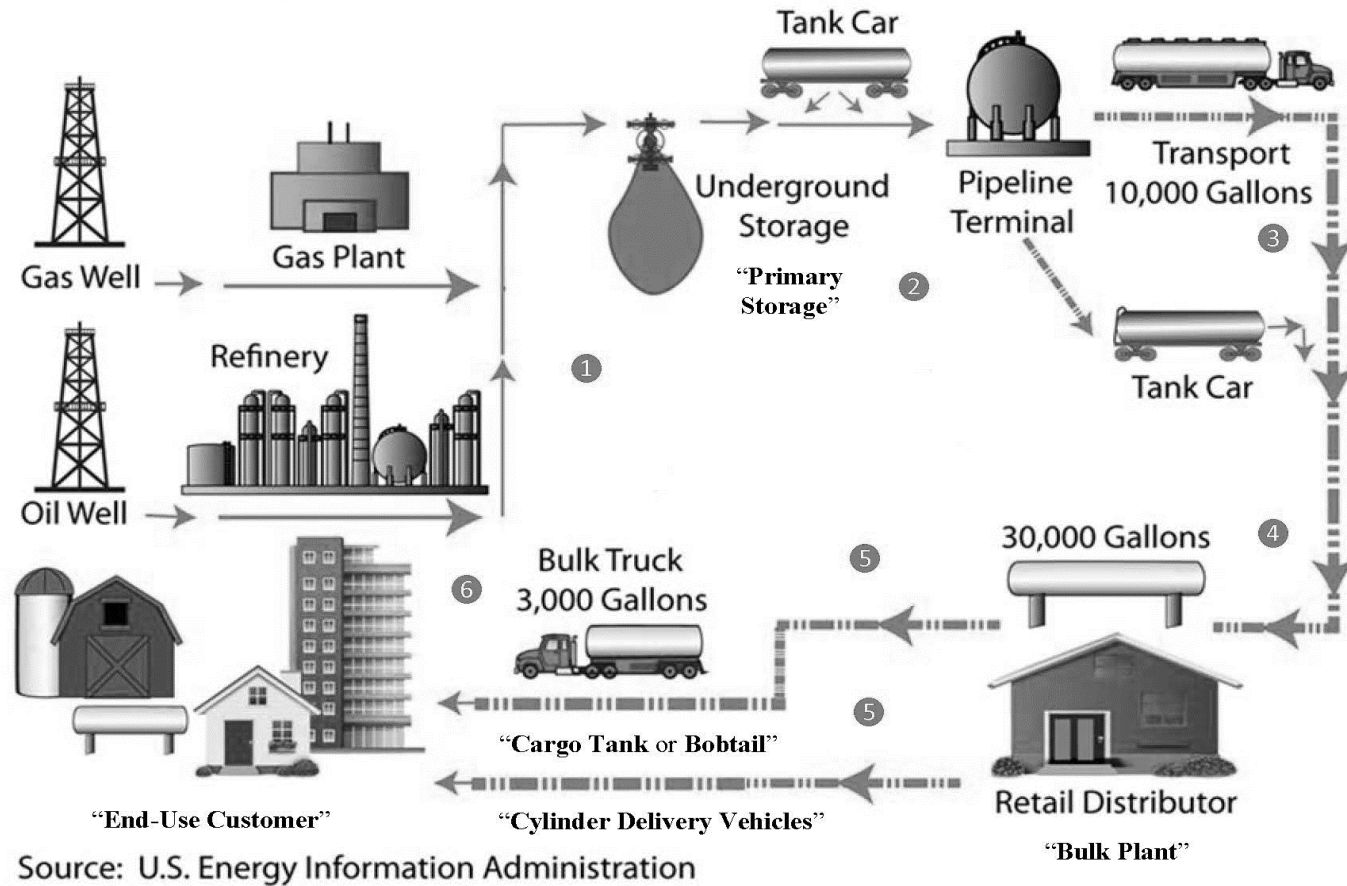 Tank Car
Gas Well
Gas Plant
Underground
Storage
“Primary
Storage”
2
Pipeline
Terminal
Transport
10,000 Gallons
3
Tank Car
Refinery
1
Oil Well
30,000 Gallons
4
5
Bulk Truck
3,000 Gallons
6
“Cargo Tank or Bobtail”
5
“Cylinder Delivery Vehicles”
Retail Distributor
“Bulk Plant”
“End-Use Customer”
Source: U.S. Energy Information Administration